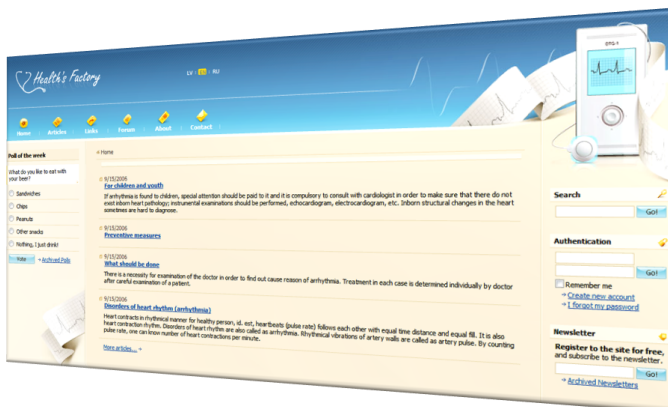 Health's Factory
LV | EN | RU
Home | Articles | Links | Forum | About | Contact
Poll of the week
What do you like to eat with
your beer?
Sandwiches
Chips
Peanuts
Other snacks
Nothing, I just drink!
Vote
Archived Polls
Home
9/15/2006
For children and youth
If arrhythmia is found to children, special attention should be paid to it and it is compulsory to consult with cardiologist in order to make sure that there do not
exist inborn heart pathology; instrumental examinations should be performed, echocardiogram, electrocardiogram, etc. Inborn structural changes in the heart
sometimes are hard to diagnose.
9/15/2006
Preventive measures
9/15/2006
What should be done
There is a necessity for examination of the doctor in order to find out cause reason of arrhythmia. Treatment in each case is determined individually by doctor
after careful examination of a patient.
9/15/2006
Disorders of heart rhythm (arrhythmia)
Heart contracts in rhythmical manner for healthy person, id. est, heartbeats (pulse rate) follows each other with equal time distance and equal fill. It is also
heart contraction rhythm. Disorders of heart rhythm are also called as arrhythmia. Rhythmical vibrations of artery walls are called as artery pulse. By counting
pulse rate, one can know number of heart contractions per minute.
More articles...
Search
Go!
Authentication
Go!
Remember me
Create new account
I forgot my password
Newsletter
Register to the site for free,
and subscribe to the newsletter.
Go!
Archived Newsletters